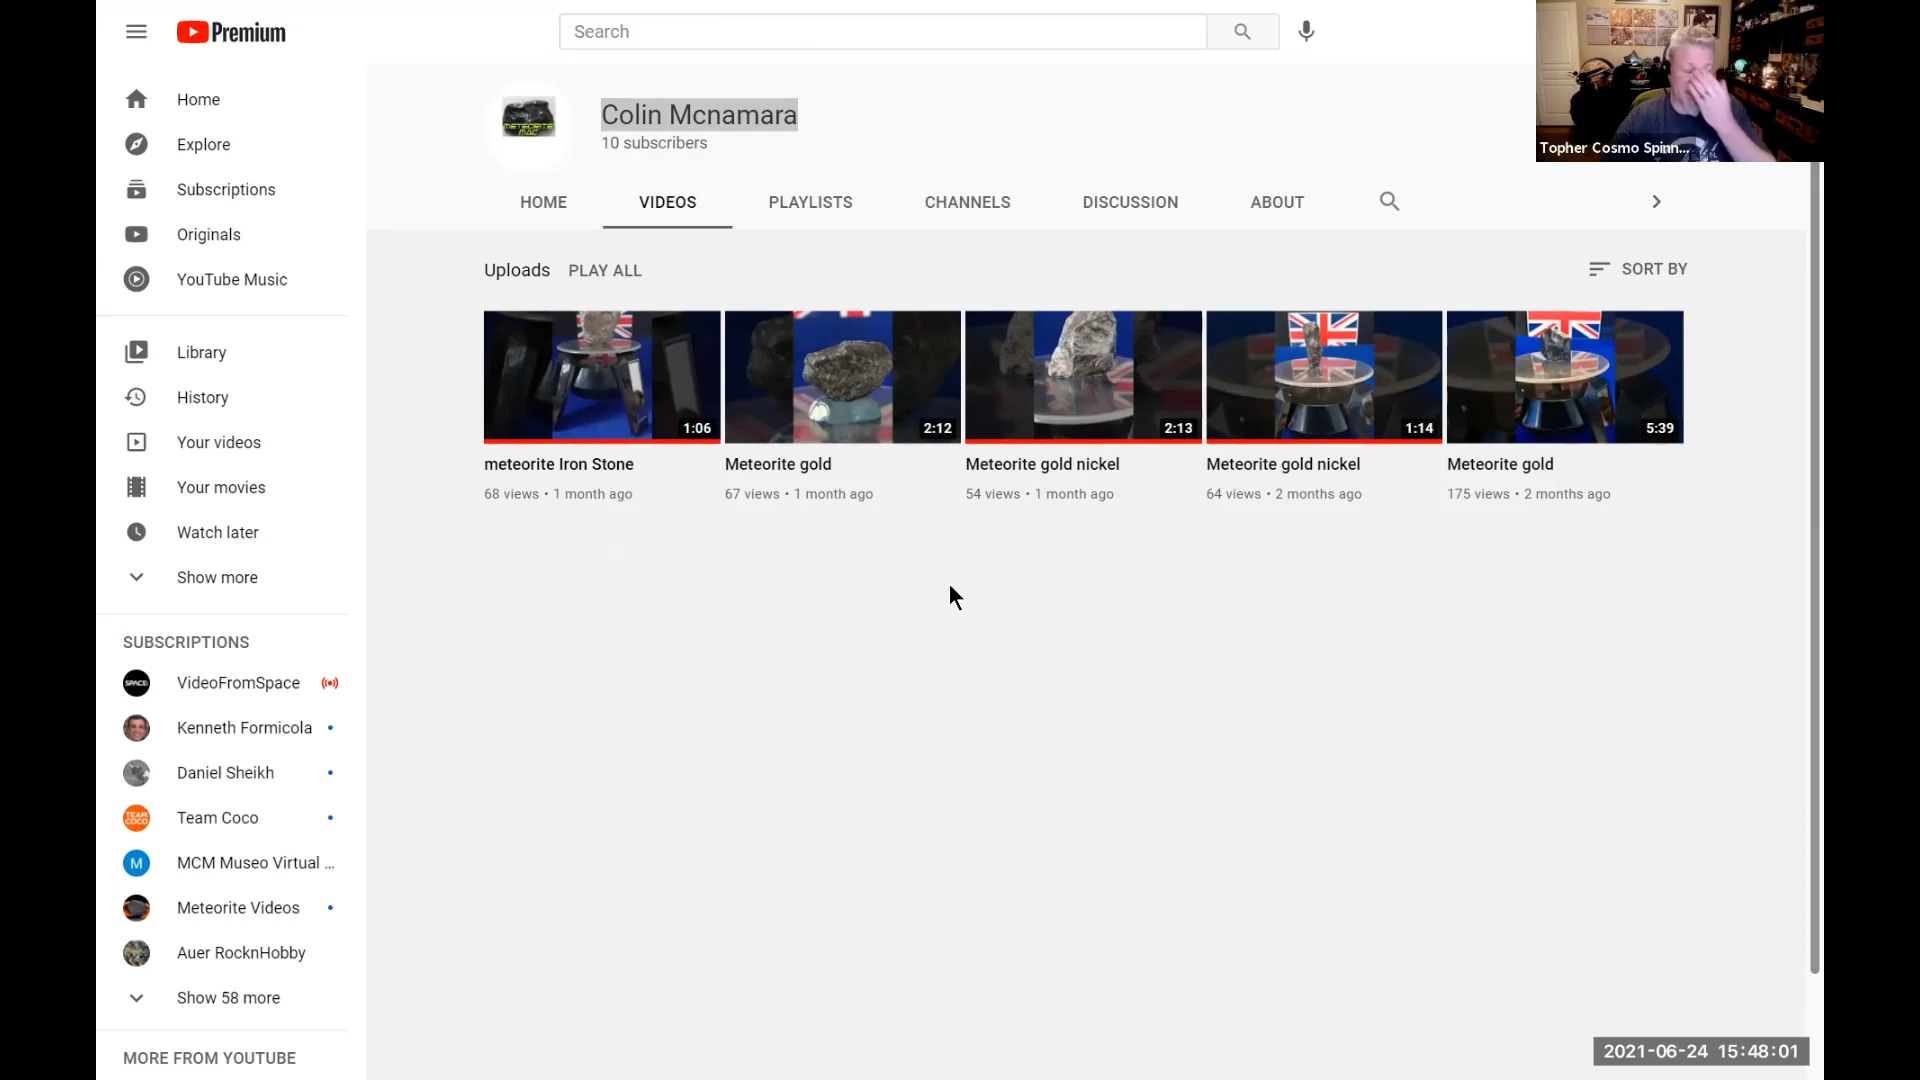 Premium
Search
Topher Cosmo Spinn...
Home
Explore
Subscriptions
Originals
YouTube Music
Library
History
Your videos
Your movies
Watch later
Show more
SUBSCRIPTIONS
SPACE
VideoFromSpace
Kenneth Formicola
Daniel Sheikh
TEAM COCO
Team Coco
M
MCM Museo Virtual ...
Meteorite Videos
Auer RocknHobby
Show 58 more
MORE FROM YOUTUBE
METEORITE
MAC
Colin Mcnamara
10 subscribers
HOME VIDEOS PLAYLISTS CHANNELS DISCUSSION ABOUT
Uploads PLAY ALL
SORT BY
1:06
meteorite Iron Stone
68 views • 1 month ago
2:12
Meteorite gold
67 views • 1 month ago
2:13
Meteorite gold nickel
54 views • 1 month ago
1:14
Meteorite gold nickel
64 views • 2 months ago
5:39
Meteorite gold
175 views • 2 months ago
2021-06-24 15:48:01